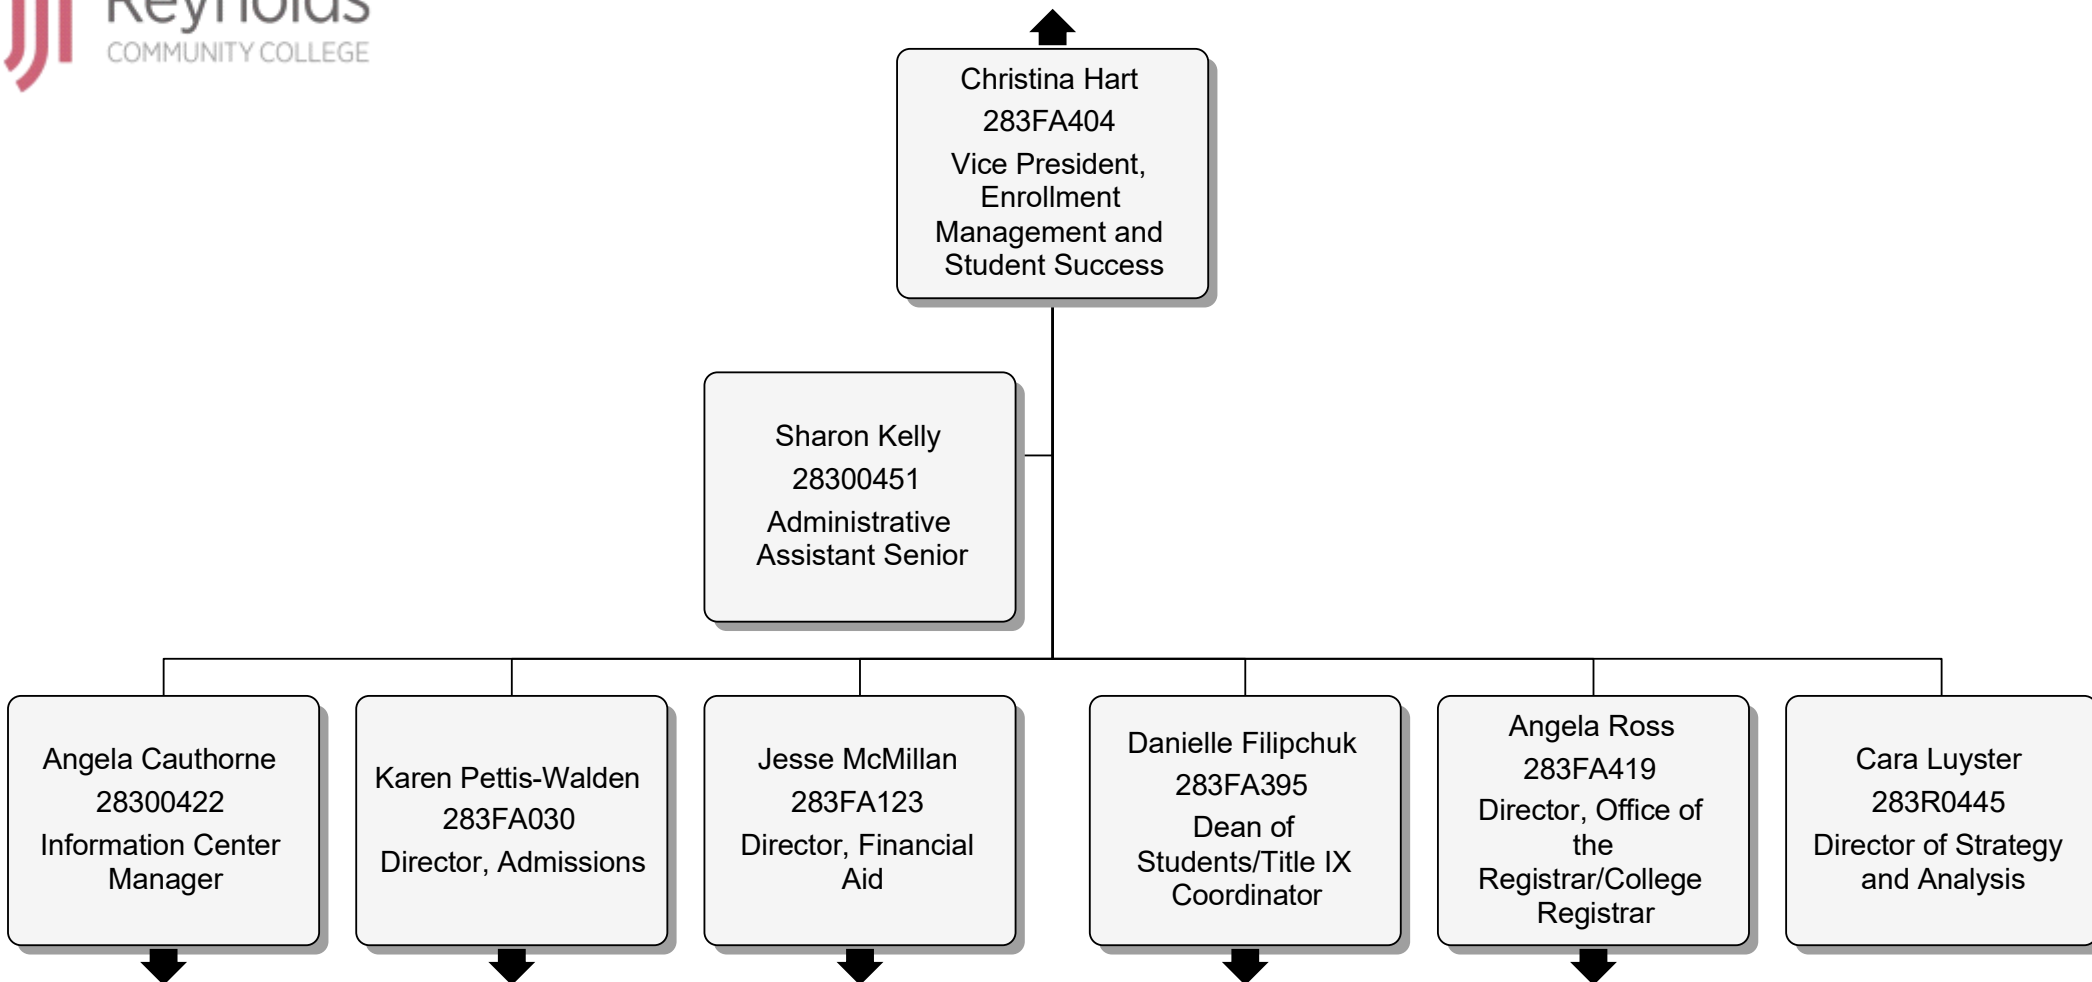 Reynolds
COMMUNITY COLLEGE
Christina Hart
283FA404
Vice President,
Enrollment
Management and
Student Success
Sharon Kelly
28300451
Administrative
Assistant Senior
Angela Cauthorne
28300422
Information Center
Manager
Karen Pettis-Walden
283FA030
Director, Admissions
Jesse McMillan
283FA123
Director, Financial
Aid
Danielle Filipchuk
283FA395
Dean of
Students/Title IX
Coordinator
Angela Ross
283FA419
Director, Office of
the
Registrar/College
Registrar
Cara Luyster
283R0445
Director of Strategy
and Analysis